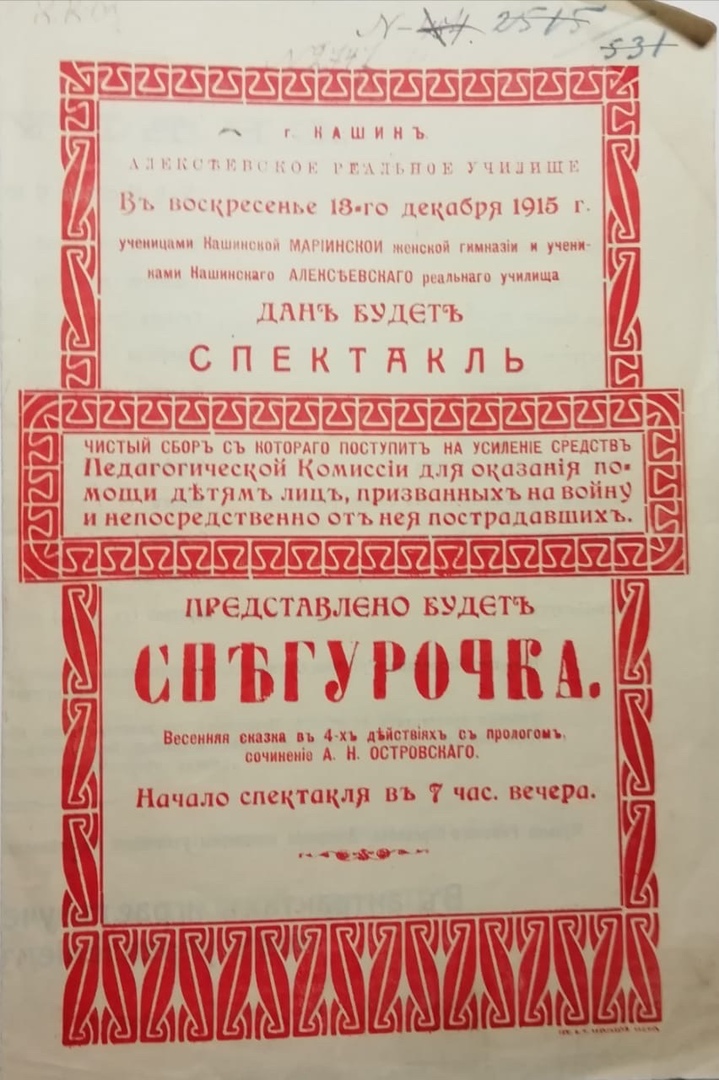 2515
531
г. КАШИНЪ.
АЛЕКСѢЕВСКОЕ РЕАЛЬНОЕ УЧИЛИЩЕ
Въ воскресенье 13-го декабря 1915 г.
ученицами Кашинской МАРІИНСКОЙ женской гимназіи и учени-
ками Кашинскаго АЛЕКСѢЕВСКАГО реальнаго училища
ДАНЪ БУДЕТЪ
СПЕКТАКЛЬ
ЧИСТЫЙ СБОРЪ СЪ КОТОРАГО ПОСТУПИТЪ НА УСИЛЕНІЕ СРЕДСТВЪ
Педагогической Комиссіи для оказанія по-
мощи дѣтямъ лицъ, призванныхъ на войну
и непосредственно отъ нея пострадавшихъ.
ПРЕДСТАВЛЕНО БУДЕТЪ
СНѢГУРОЧКА.
Весенняя сказка въ 4-хъ дѣйствіяхъ съ прологомъ,
сочиненіе А. Н. ОСТРОВСКАГО.
Начало спектакля въ 7 час. вечера.